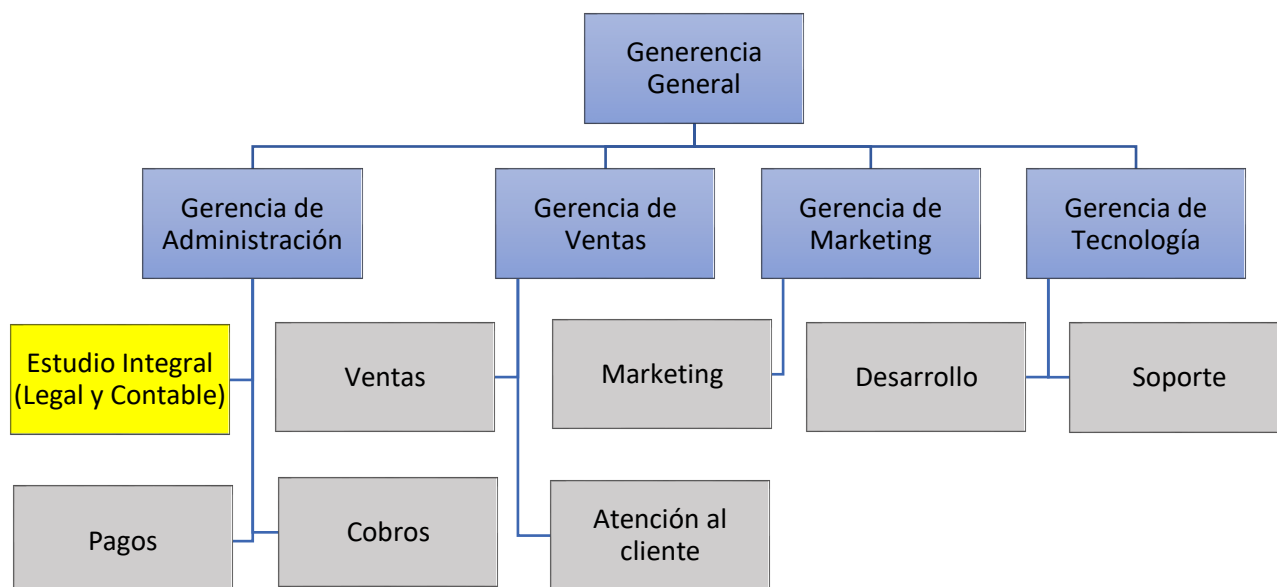 Generencia
General
Gerencia de
Administración
Gerencia de
Ventas
Gerencia de
Marketing
Gerencia de
Tecnología
Estudio Integral
(Legal y Contable)
Ventas
Marketing
Desarrollo
Soporte
Pagos
Cobros
Atención al
cliente